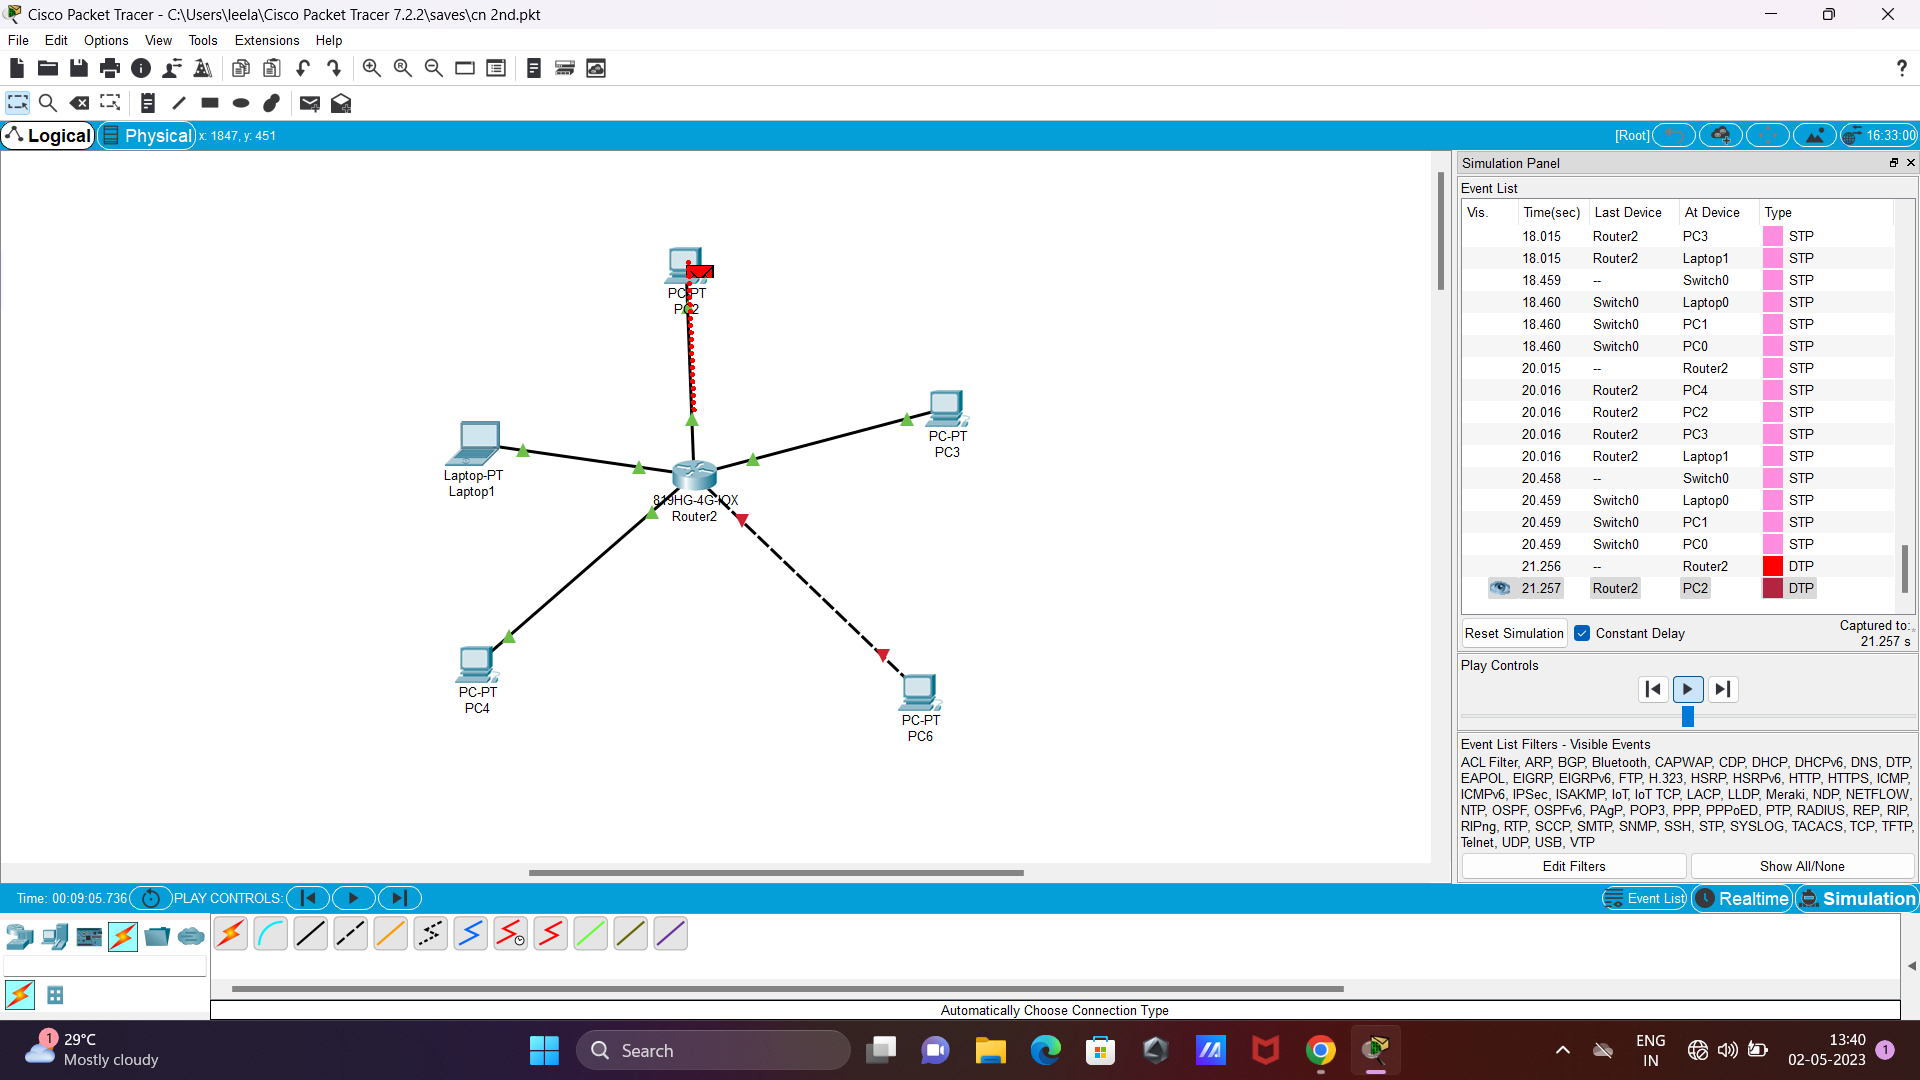 Cisco Packet Tracer - C:\Users\leela\Cisco Packet Tracer 7.2.2\saves\cn 2nd.pkt
File Edit Options View Tools Extensions Help
?
Logical Physical x: 1847, y: 451 [Root] 16:33:00
PC-PT
PC2
PC-PT
PC3
Laptop-PT
Laptop1
819HG-4G-IOX
Router2
PC-PT
PC4
PC-PT
PC6
Simulation Panel
Event List
Vis. Time(sec) Last Device At Device Type
18.015 Router2 PC3 STP
18.015 Router2 Laptop1 STP
18.459 -- Switch0 STP
18.460 Switch0 Laptop0 STP
18.460 Switch0 PC1 STP
18.460 Switch0 PC0 STP
20.015 -- Router2 STP
20.016 Router2 PC4 STP
20.016 Router2 PC2 STP
20.016 Router2 PC3 STP
20.016 Router2 Laptop1 STP
20.458 -- Switch0 STP
20.459 Switch0 Laptop0 STP
20.459 Switch0 PC1 STP
20.459 Switch0 PC0 STP
21.256 -- Router2 DTP
21.257 Router2 PC2 DTP
Reset Simulation Constant Delay Captured to:
21.257 s
Play Controls
Event List Filters - Visible Events
ACL Filter, ARP, BGP, Bluetooth, CAPWAP, CDP, DHCP, DHCPv6, DNS, DTP,
EAPOL, EIGRP, EIGRPv6, FTP, H.323, HSRP, HSRPv6, HTTP, HTTPS, ICMP,
ICMPv6, IPSec, ISAKMP, IoT, IoT TCP, LACP, LLDP, Meraki, NDP, NETFLOW,
NTP, OSPF, OSPFv6, PAgP, POP3, PPP, PPPoED, PTP, RADIUS, REP, RIP,
RIPng, RTP, SCCP, SMTP, SNMP, SSH, STP, SYSLOG, TACACS, TCP, TFTP,
Telnet, UDP, USB, VTP
Edit Filters Show All/None
Time: 00:09:05.736 PLAY CONTROLS: Event List Realtime Simulation
Automatically Choose Connection Type
1 29°C
Mostly cloudy
Search
ENG
IN
13:40
02-05-2023
1